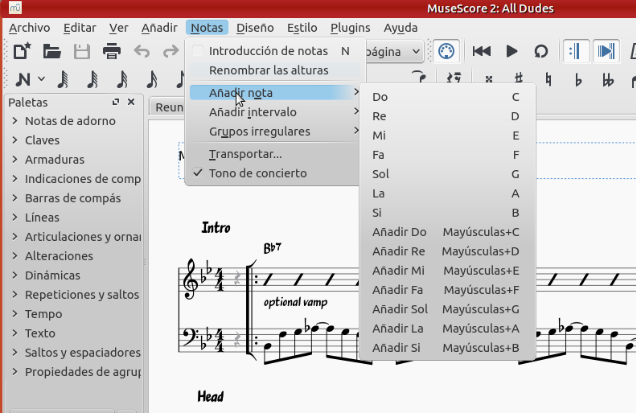 MuseScore 2: All Dudes
Archivo Editar Ver Añadir Notas Diseño Estilo Plugins Ayuda
Introducción de notas N
Renombrar las alturas
Añadir nota
Añadir intervalo
Grupos irregulares
Transportar...
Tono de concierto
página
Do C
Re D
Mi E
Fa F
Sol G
La A
Si B
Añadir Do Mayúsculas+C
Añadir Re Mayúsculas+D
Añadir Mi Mayúsculas+E
Añadir Fa Mayúsculas+F
Añadir Sol Mayúsculas+G
Añadir La Mayúsculas+A
Añadir Si Mayúsculas+B
Paletas
Notas de adorno
Claves
Armaduras
Indicaciones de comp
Barras de compás
Líneas
Articulaciones y ornar
Alteraciones
Dinámicas
Repeticiones y saltos
Tempo
Texto
Saltos y espaciadores
Propiedades de agrup
Reun
Intro
Bb7
optional vamp
Head